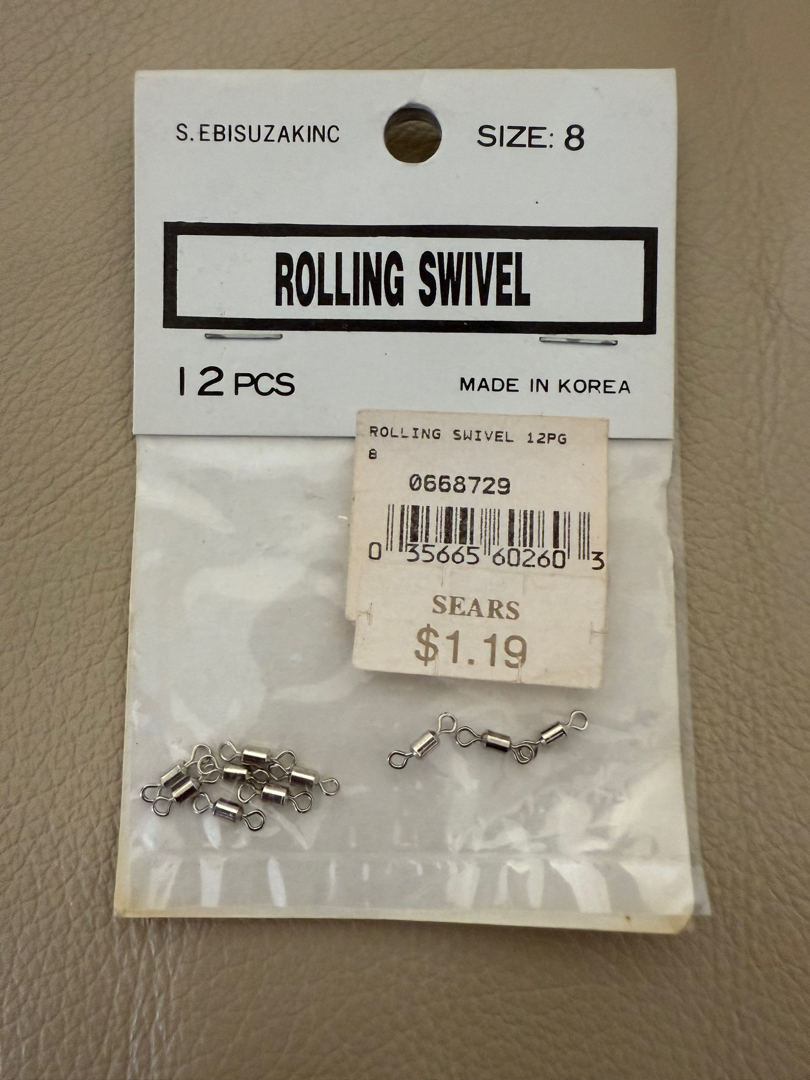 S.EBISUZAKINC
SIZE: 8
ROLLING SWIVEL
12 PCS
MADE IN KOREA
ROLLING SWIVEL 12PG
8
0668729
0 35665 60260 3
SEARS
$1.19